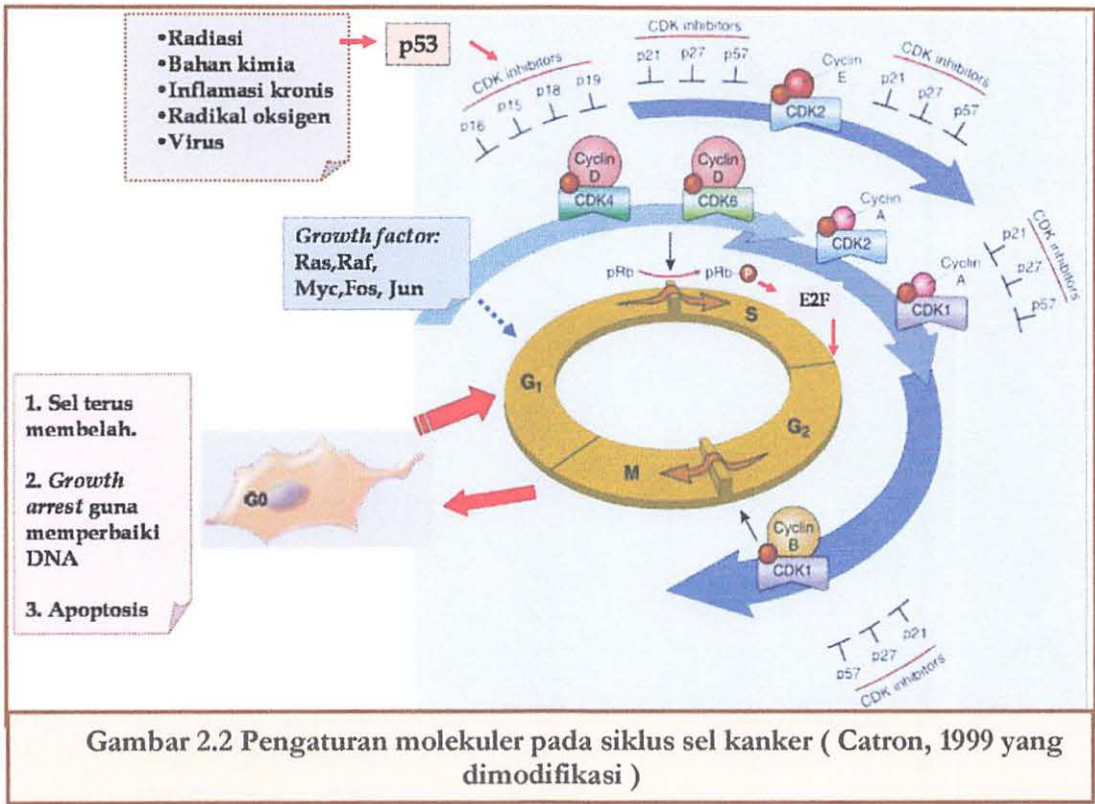 •Radiasi
•Bahan kimia
•Inflamasi kronis
•Radikal oksigen
•Virus
p53
CDK inhibitors
p16
p15
p18
p19
CDK inhibitors
p21 p27 p57
Cyclin
E
CDK2
CDK inhibitors
p21
p27
p57
Cyclin
D
CDK4
Cyclin
D
CDK6
Cyclin
A
CDK2
Cyclin
A
CDK1
CDK inhibitors
p21
p27
p57
Growth factor:
Ras,Raf,
Myc,Fos, Jun
pRb
pRb
P
E2F
S
G1
G2
M
1. Sel terus
membelah.
2. Growth
arrest guna
memperbaiki
DNA
3. Apoptosis
G0
Cyclin
B
CDK1
p57
p27
p21
CDK inhibitors
Gambar 2.2 Pengaturan molekuler pada siklus sel kanker ( Catron, 1999 yang
dimodifikasi )